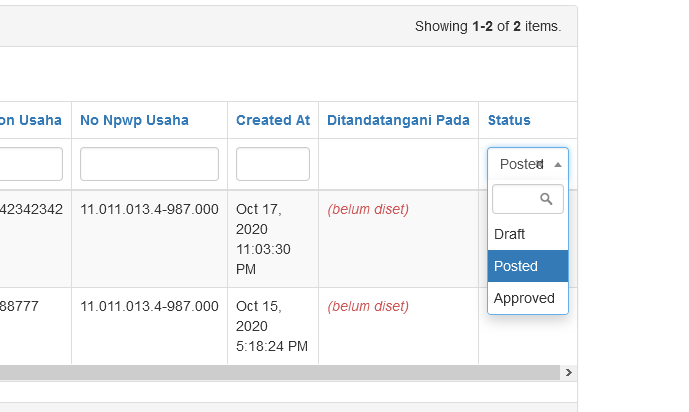 Showing 1-2 of 2 items.
on Usaha No Npwp Usaha Created At Ditandatangani Pada Status
Posted
42342342 11.011.013.4-987.000 Oct 17, 2020 11:03:30 PM (belum diset)
Draft
Posted
Approved
88777 11.011.013.4-987.000 Oct 15, 2020 5:18:24 PM (belum diset)